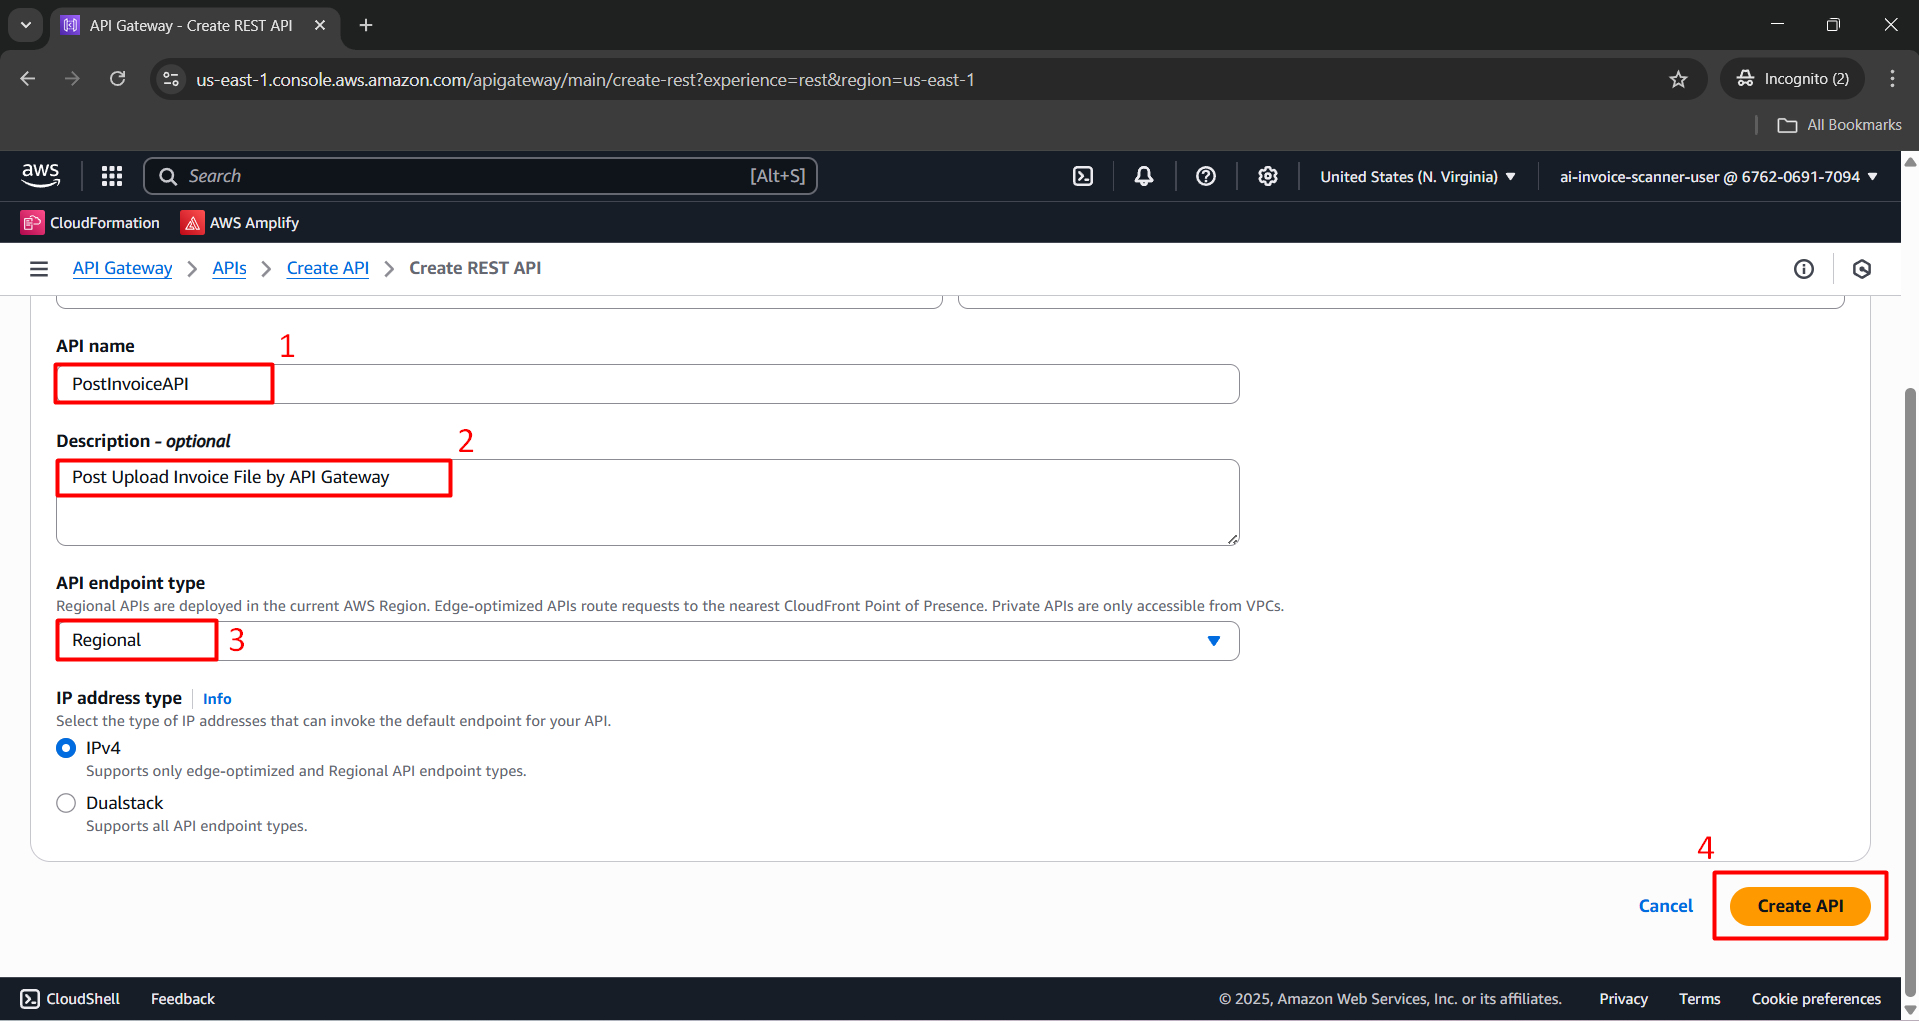 API Gateway - Create REST API
us-east-1.console.aws.amazon.com/apigateway/main/create-rest?experience=rest&region=us-east-1
Incognito (2)
All Bookmarks
aws
Search
[Alt+S]
United States (N. Virginia)
ai-invoice-scanner-user @ 6762-0691-7094
CloudFormation
AWS Amplify
API Gateway > APIs > Create API > Create REST API
API name
1
PostInvoiceAPI
Description - optional
2
Post Upload Invoice File by API Gateway
API endpoint type
Regional APIs are deployed in the current AWS Region. Edge-optimized APIs route requests to the nearest CloudFront Point of Presence. Private APIs are only accessible from VPCs.
Regional
3
IP address type
Info
Select the type of IP addresses that can invoke the default endpoint for your API.
IPv4
Supports only edge-optimized and Regional API endpoint types.
Dualstack
Supports all API endpoint types.
4
Cancel
Create API
CloudShell
Feedback
© 2025, Amazon Web Services, Inc. or its affiliates.
Privacy
Terms
Cookie preferences